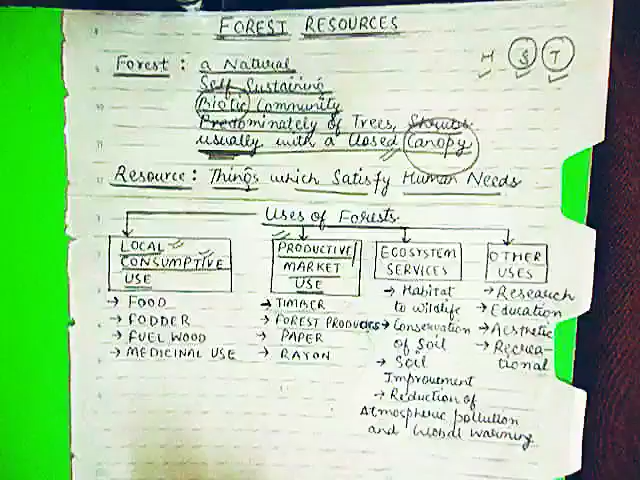 FOREST RESOURCES
H S T
Forest : a Natural
Self Sustaining
Biotic Community
Predominately of Trees, Shrubs
usually with a Closed Canopy
Resource: Things which Satisfy Human Needs
Uses of Forests
LOCAL
CONSUMPTIVE
USE
→ FOOD
→ FODDER
→ FUEL WOOD
→ MEDICINAL USE
PRODUCTIVE/
MARKET
USE
→ TIMBER
→ FOREST PRODUCES
→ PAPER
→ RAYON
ECOSYSTEM
SERVICES
→ Habitat
to wildlife
→ Conservation
of Soil
→ Soil
Improvement
→ Reduction of
Atmospheric pollution
and Global warming
OTHER
USES
→ Research
→ Education
→ Aesthetic
→ Recrea-
tional